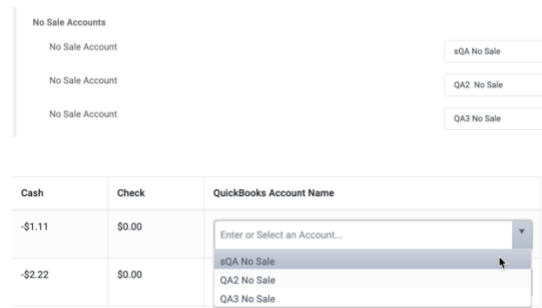 No Sale Accounts
No Sale Account sQA No Sale
No Sale Account QA2 No Sale
No Sale Account QA3 No Sale
Cash Check QuickBooks Account Name
-$1.11 $0.00 Enter or Select an Account...
sQA No Sale
-$2.22 $0.00 QA2 No Sale
QA3 No Sale